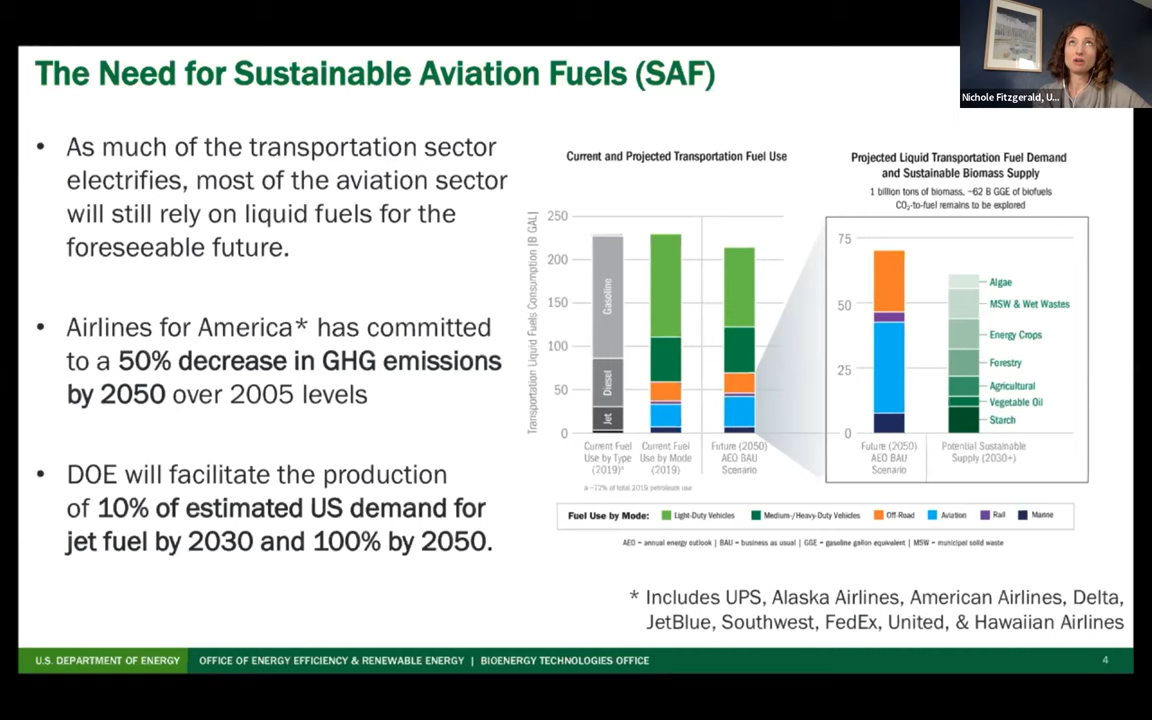 The Need for Sustainable Aviation Fuels (SAF)
Nichole Fitzgerald, U...
• As much of the transportation sector
electrifies, most of the aviation sector
will still rely on liquid fuels for the
foreseeable future.
• Airlines for America* has committed
to a 50% decrease in GHG emissions
by 2050 over 2005 levels
• DOE will facilitate the production
of 10% of estimated US demand for
jet fuel by 2030 and 100% by 2050.
Current and Projected Transportation Fuel Use
Transportation Liquid Fuels Consumption [B GAL]
250
200
150
100
50
0
Gasoline
Diesel
Jet
Current Fuel
Use by Type
(2019)ª
Current Fuel
Use by Mode
(2019)
Future (2050)
AEO BAU
Scenario
a ~72% of total 2019 petroleum use
Projected Liquid Transportation Fuel Demand
and Sustainable Biomass Supply
1 billion tons of biomass, ~62 B GGE of biofuels
CO₂-to-fuel remains to be explored
75
50
25
0
Algae
MSW & Wet Wastes
Energy Crops
Forestry
Agricultural
Vegetable Oil
Starch
Future (2050)
AEO BAU
Scenario
Potential Sustainable
Supply (2030+)
Fuel Use by Mode: Light-Duty Vehicles Medium-/Heavy-Duty Vehicles Off-Road Aviation Rail Marine
AEO = annual energy outlook | BAU = business as usual | GGE = gasoline gallon equivalent | MSW = municipal solid waste
* Includes UPS, Alaska Airlines, American Airlines, Delta,
JetBlue, Southwest, FedEx, United, & Hawaiian Airlines
U.S. DEPARTMENT OF ENERGY OFFICE OF ENERGY EFFICIENCY & RENEWABLE ENERGY | BIOENERGY TECHNOLOGIES OFFICE
4